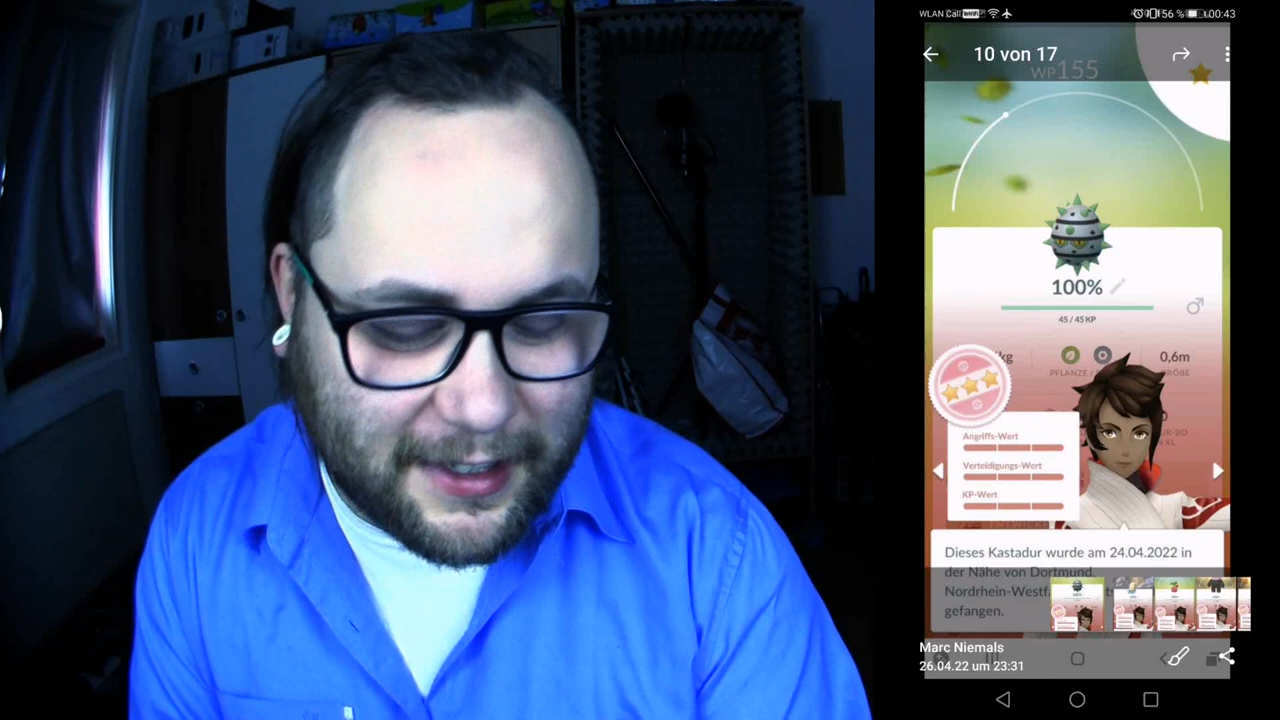 WLAN Call
56 %
00:43
10 von 17
WP155
100%
45 / 45 KP
kg
0,6m
PFLANZE /
Angriffs-Wert
Verteidigungs-Wert
KP-Wert
Dieses Kastadur wurde am 24.04.2022 in
der Nähe von Dortmund,
gefangen.
Marc Niemals
26.04.22 um 23:31